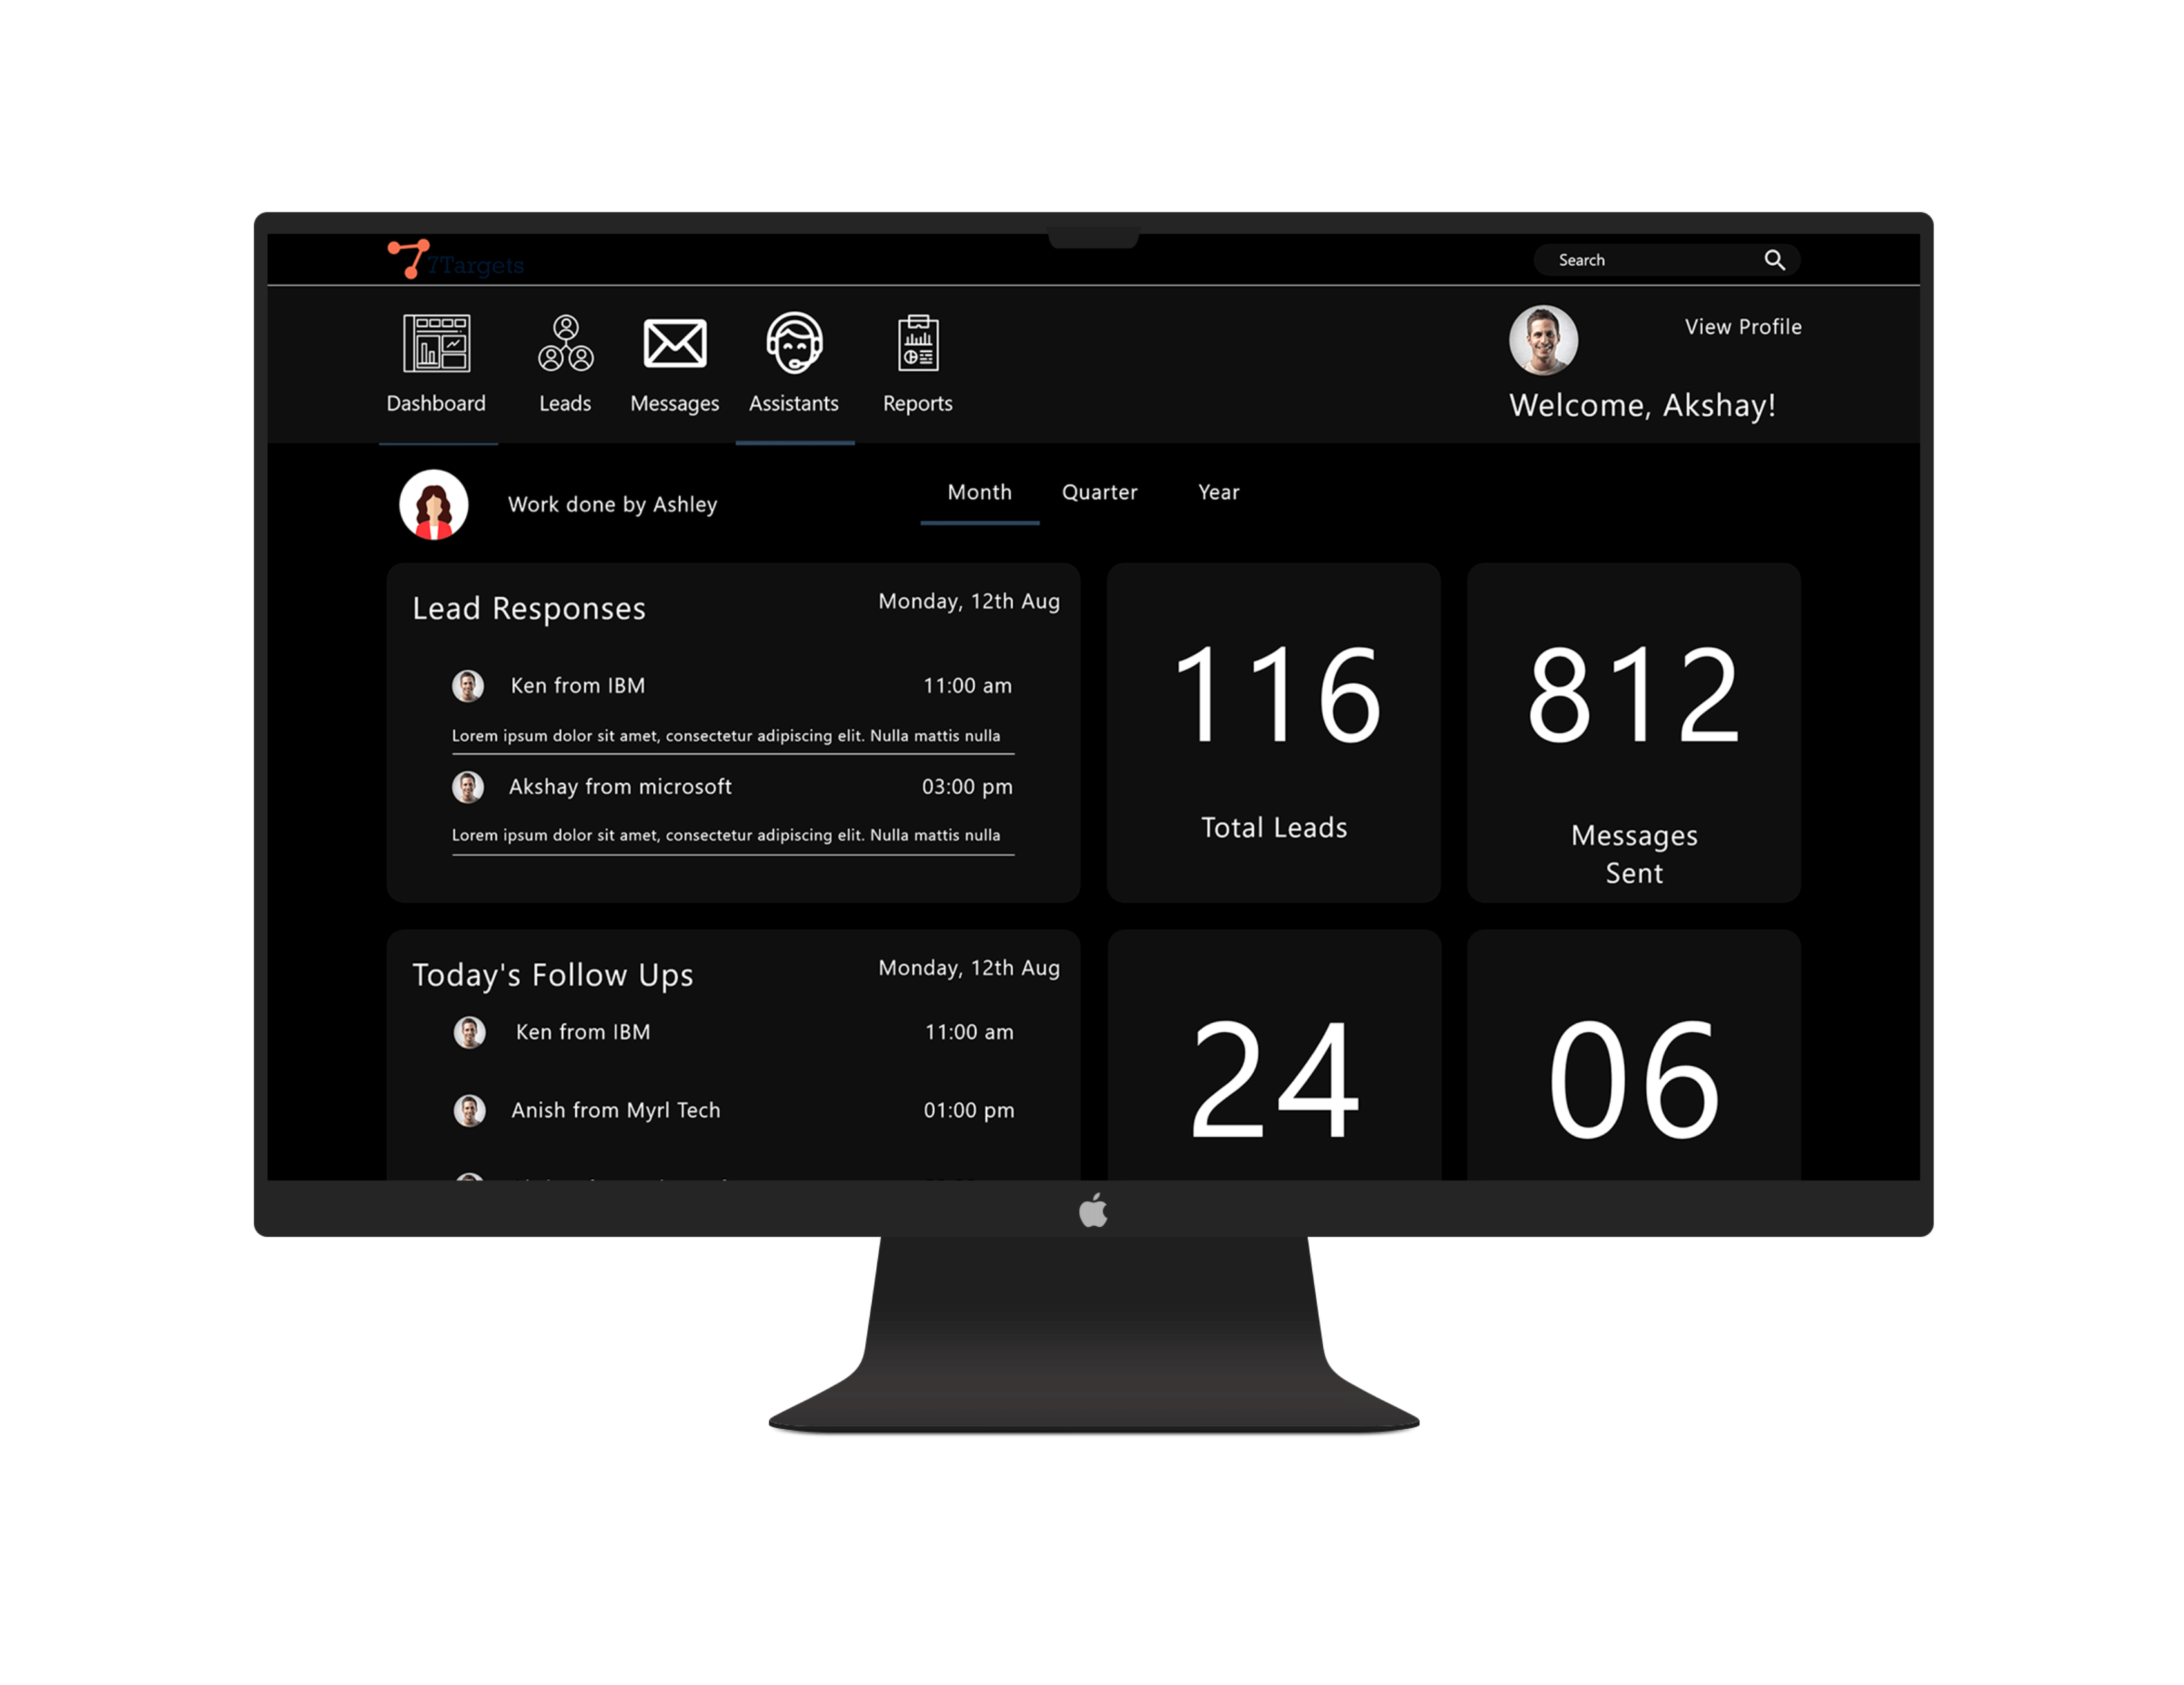 7Targets
Search
Dashboard
Leads
Messages
Assistants
Reports
View Profile
Welcome, Akshay!
Work done by Ashley
Month
Quarter
Year
Lead Responses
Monday, 12th Aug
Ken from IBM
11:00 am
Lorem ipsum dolor sit amet, consectetur adipiscing elit. Nulla mattis nulla
Akshay from microsoft
03:00 pm
Lorem ipsum dolor sit amet, consectetur adipiscing elit. Nulla mattis nulla
116
Total Leads
812
Messages
Sent
Today's Follow Ups
Monday, 12th Aug
Ken from IBM
11:00 am
Anish from Myrl Tech
01:00 pm
24
06